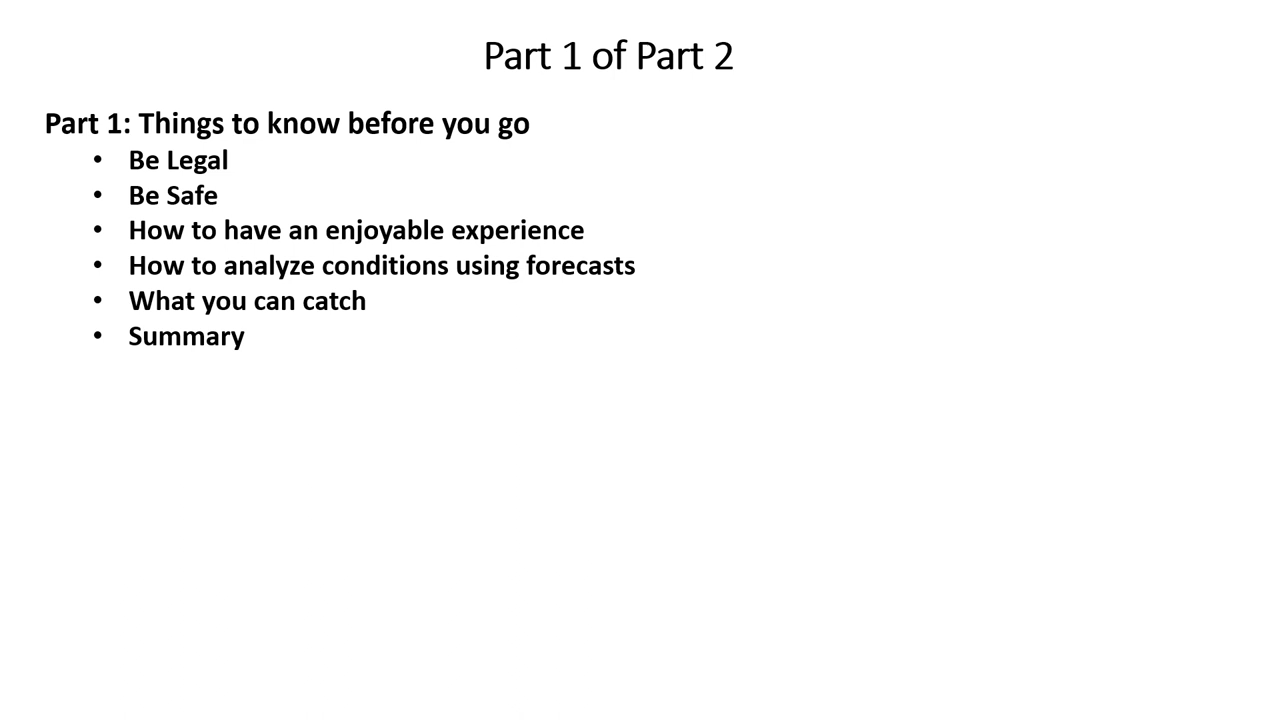 Part 1 of Part 2
Part 1: Things to know before you go
• Be Legal
• Be Safe
• How to have an enjoyable experience
• How to analyze conditions using forecasts
• What you can catch
• Summary